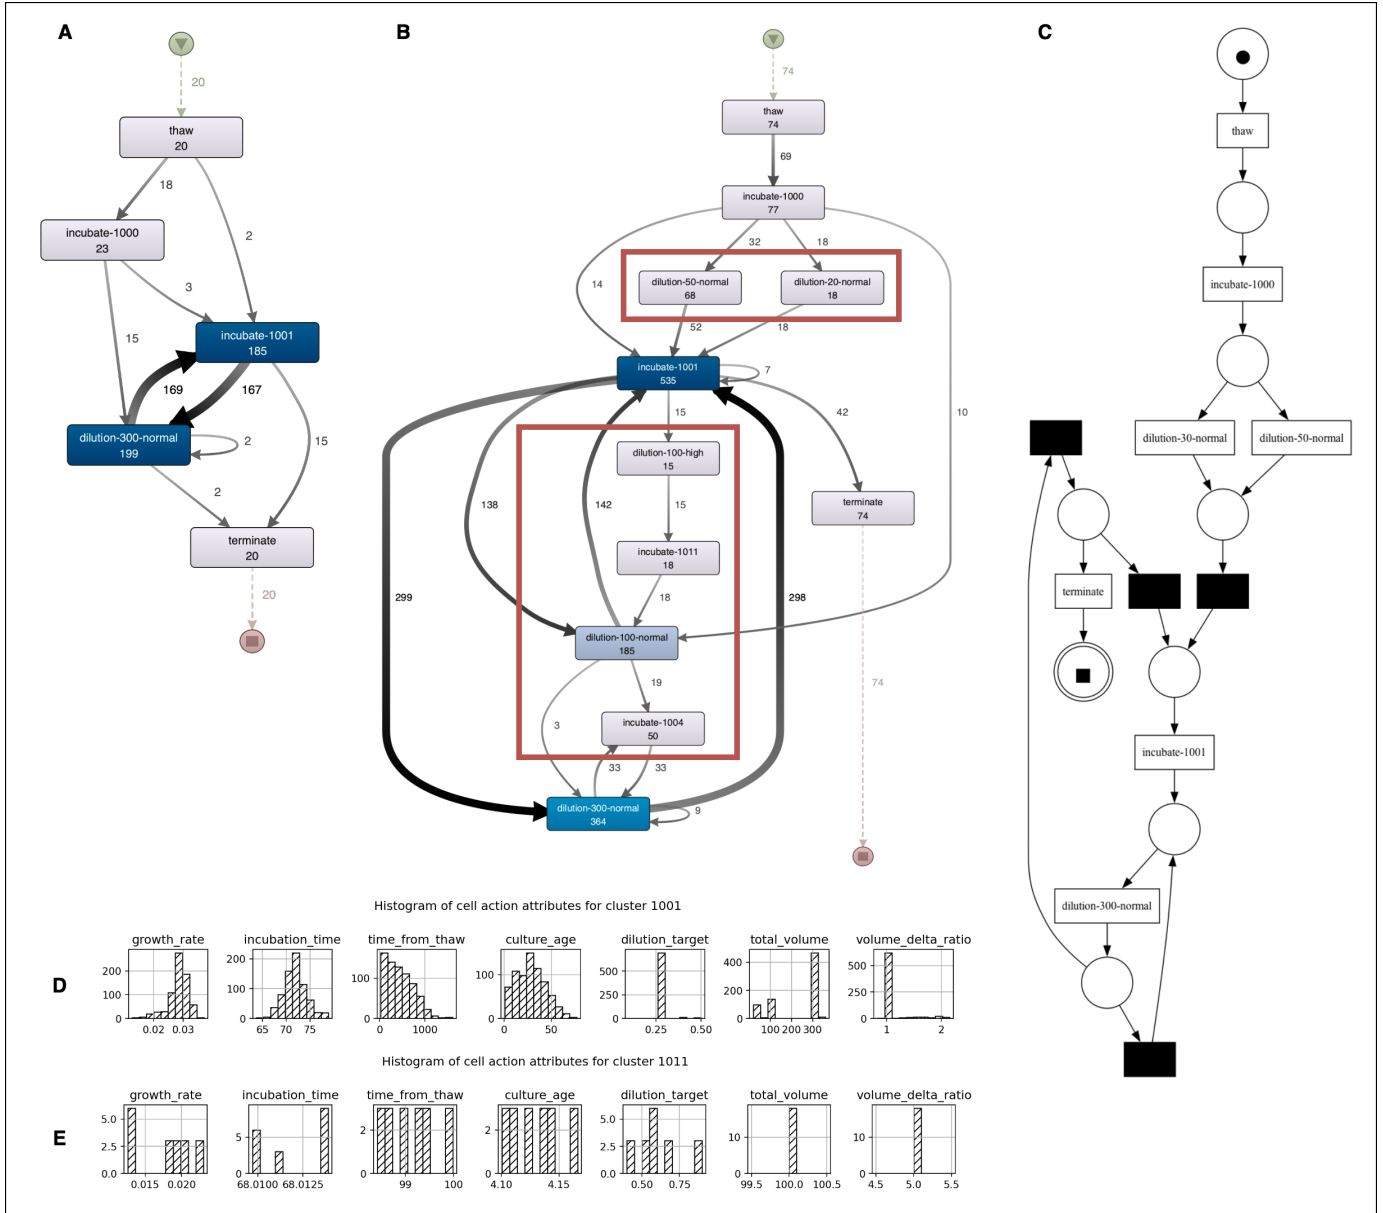 A
20
thaw
20
18
2
incubate-1000
23
3
15
incubate-1001
185
169
167
dilution-300-normal
199
2
15
2
terminate
20
20
B
74
thaw
74
69
incubate-1000
77
32
18
14
dilution-50-normal
68
dilution-20-normal
18
52
18
incubate-1001
535
7
15
42
10
dilution-100-high
15
138
142
15
terminate
74
incubate-1011
18
299
18
298
dilution-100-normal
185
19
74
3
incubate-1004
50
33
33
dilution-300-normal
364
9
C
thaw
incubate-1000
dilution-30-normal
dilution-50-normal
terminate
incubate-1001
dilution-300-normal
Histogram of cell action attributes for cluster 1001
D
growth_rate
200
100
0
0.02 0.03
incubation_time
200
100
0
65 70 75
time_from_thaw
100
0
0 1000
culture_age
100
0
0 50
dilution_target
500
250
0
0.25 0.50
total_volume
400
200
0
100 200 300
volume_delta_ratio
500
250
0
1 2
Histogram of cell action attributes for cluster 1011
E
growth_rate
5.0
2.5
0.0
0.015 0.020
incubation_time
5
0
68.0100 68.0125
time_from_thaw
2
0
99 100
culture_age
2
0
4.10 4.15
dilution_target
5.0
2.5
0.0
0.50 0.75
total_volume
10
0
99.5 100.0 100.5
volume_delta_ratio
10
0
4.5 5.0 5.5